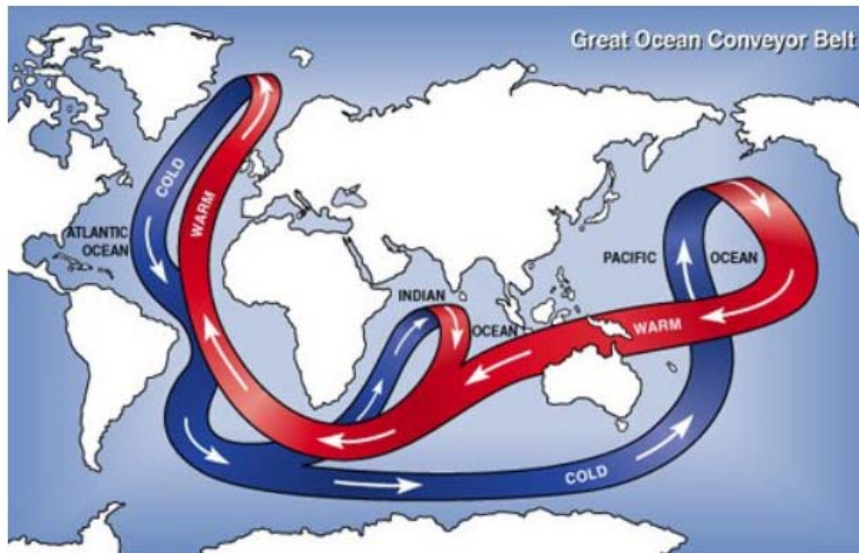 Great Ocean Conveyor Belt
COLD
WARM
ATLANTIC
OCEAN
PACIFIC
OCEAN
INDIAN
OCEAN
WARM
COLD